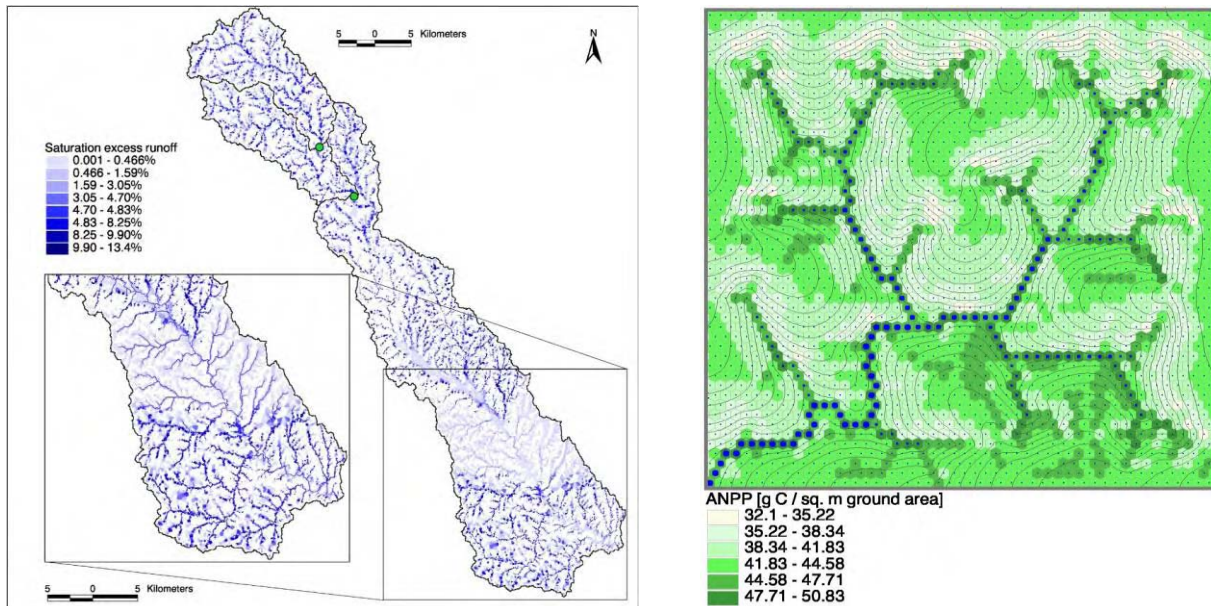 5 0 5 Kilometers
N
Saturation excess runoff
0.001 - 0.466%
0.466 - 1.59%
1.59 - 3.05%
3.05 - 4.70%
4.70 - 4.83%
4.83 - 8.25%
8.25 - 9.90%
9.90 - 13.4%
5 0 5 Kilometers
ANPP [g C / sq. m ground area]
32.1 - 35.22
35.22 - 38.34
38.34 - 41.83
41.83 - 44.58
44.58 - 47.71
47.71 - 50.83